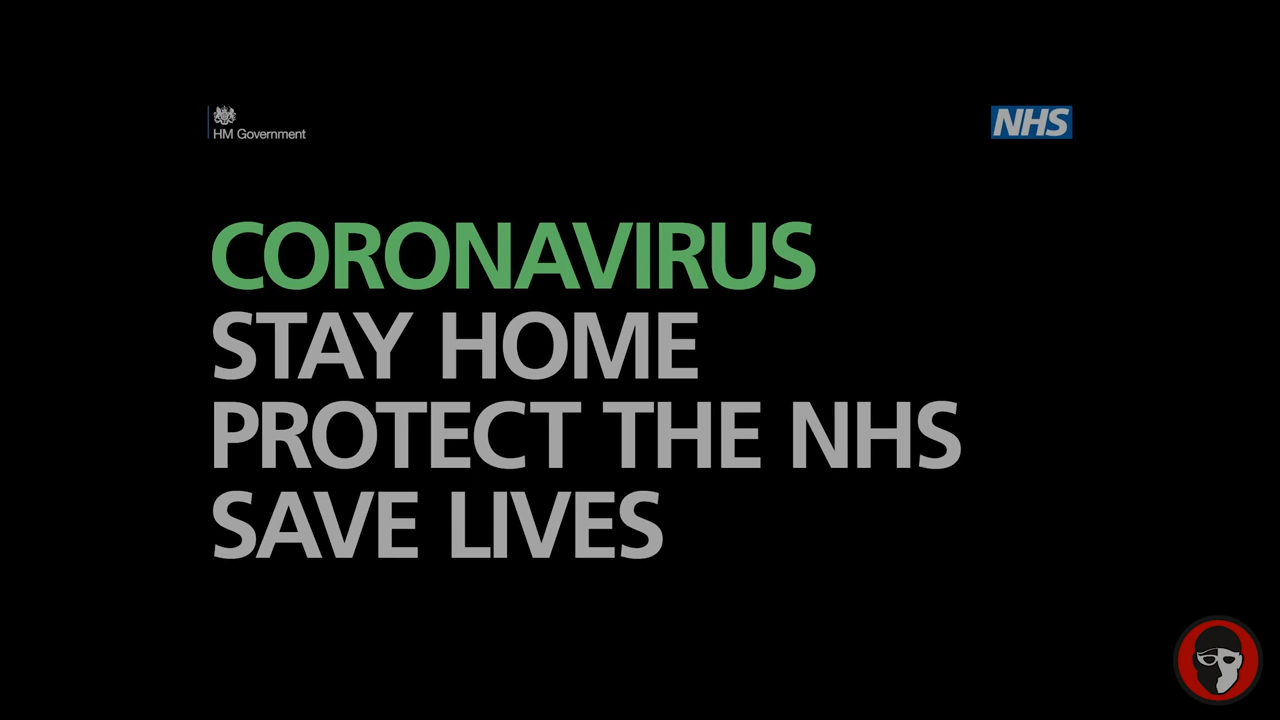 HM Government
NHS
CORONAVIRUS
STAY HOME
PROTECT THE NHS
SAVE LIVES